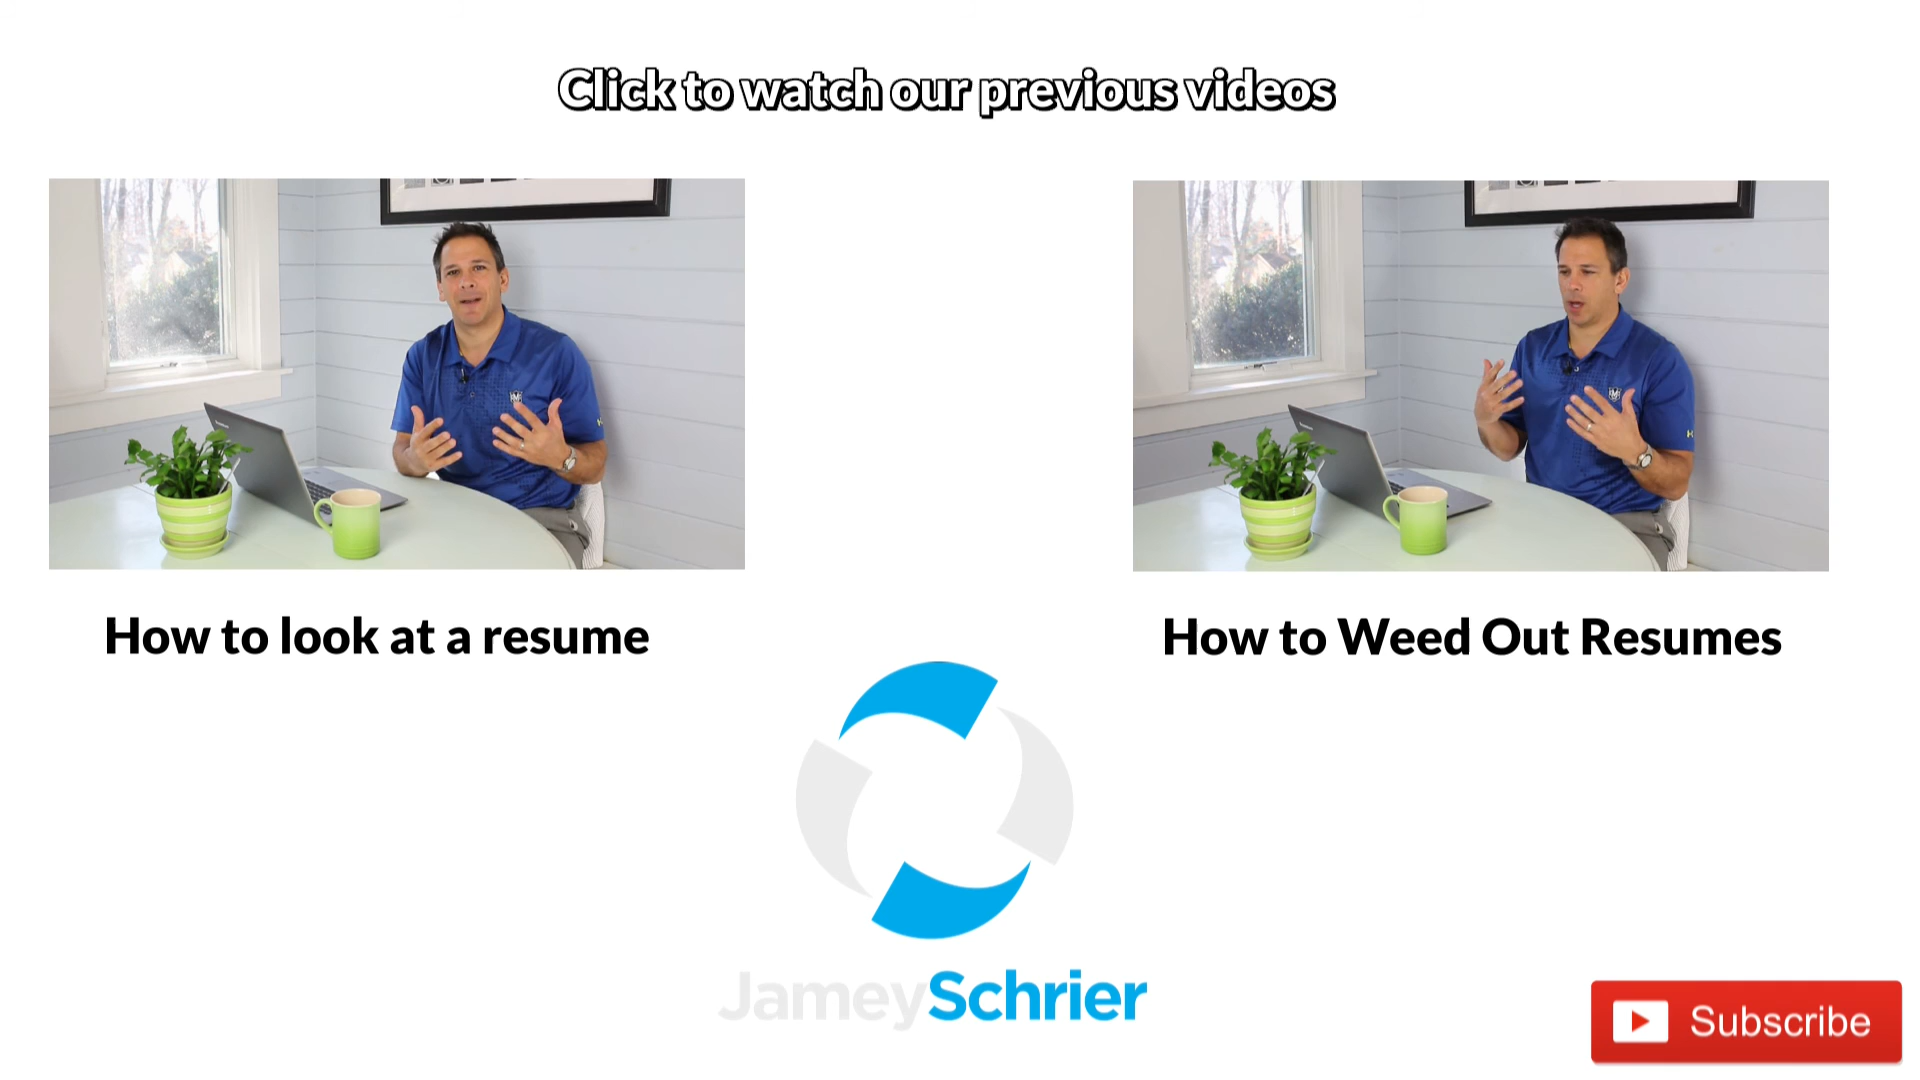 Click to watch our previous videos
How to look at a resume
How to Weed Out Resumes
JameySchrier
Subscribe